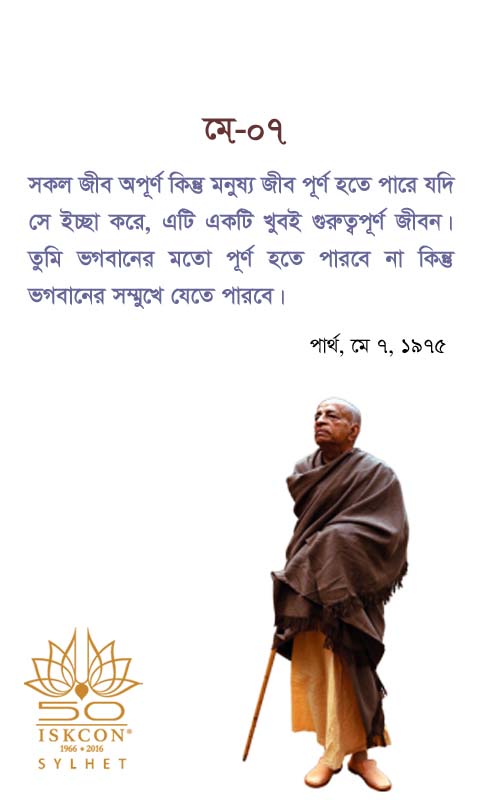 মে-০৭
সকল জীব অপূর্ণ কিন্তু মনুষ্য জীব পূর্ণ হতে পারে যদি
সে ইচ্ছা করে, এটি একটি খুবই গুরুত্বপূর্ণ জীবন।
তুমি ভগবানের মতো পূর্ণ হতে পারবে না কিন্তু
ভগবানের সম্মুখে যেতে পারবে।
পার্থ, মে ৭, ১৯৭৫
50
ISKCON®
1966 • 2016
SYLHET